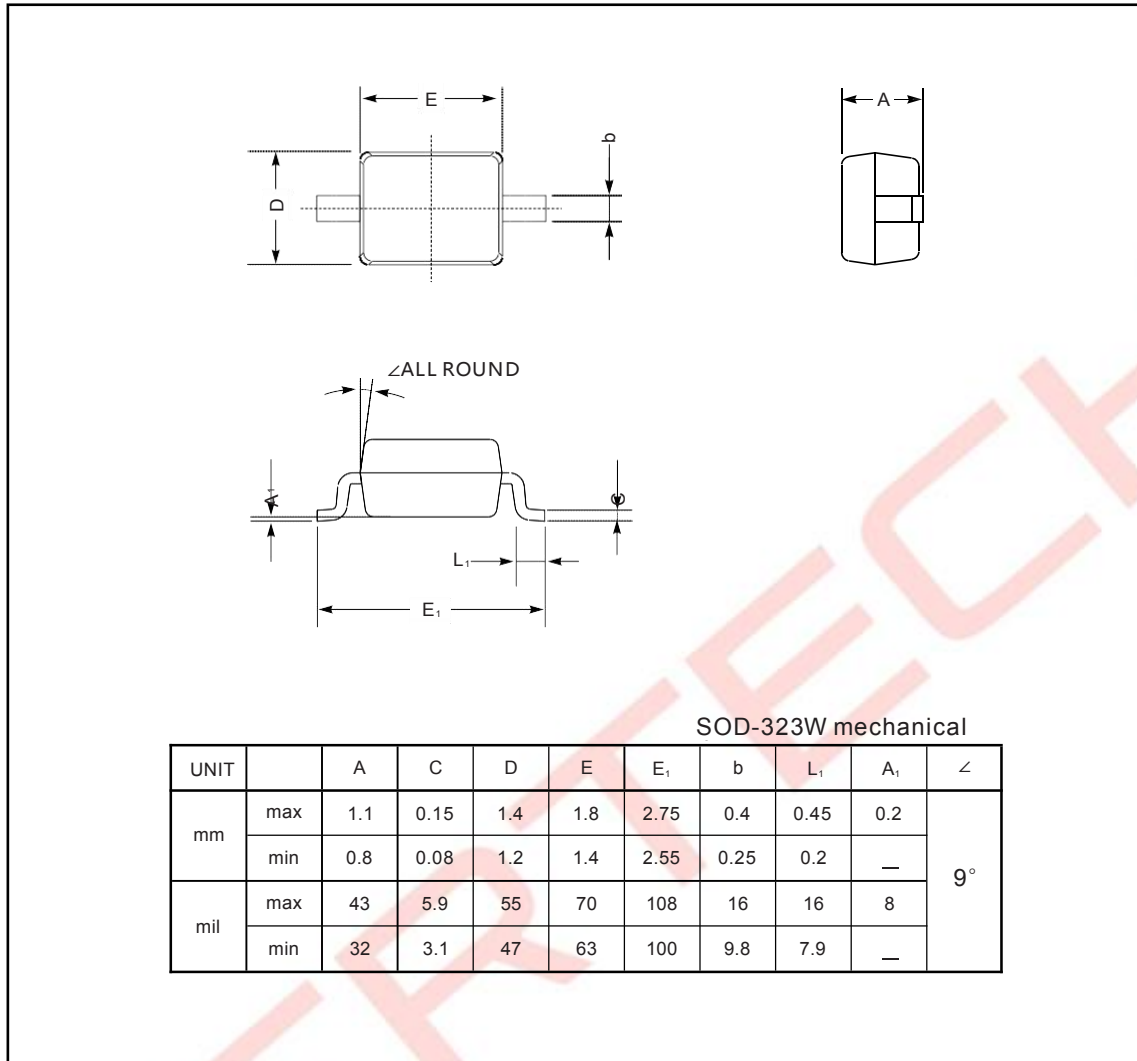 E
A
b
D
∠ALL ROUND
A1
C
L₁
E₁
SOD-323W mechanical
UNIT A C D E E₁ b L₁ A₁ ∠
mm max 1.1 0.15 1.4 1.8 2.75 0.4 0.45 0.2
min 0.8 0.08 1.2 1.4 2.55 0.25 0.2 —
9°
mil max 43 5.9 55 70 108 16 16 8
min 32 3.1 47 63 100 9.8 7.9 —
RTECH